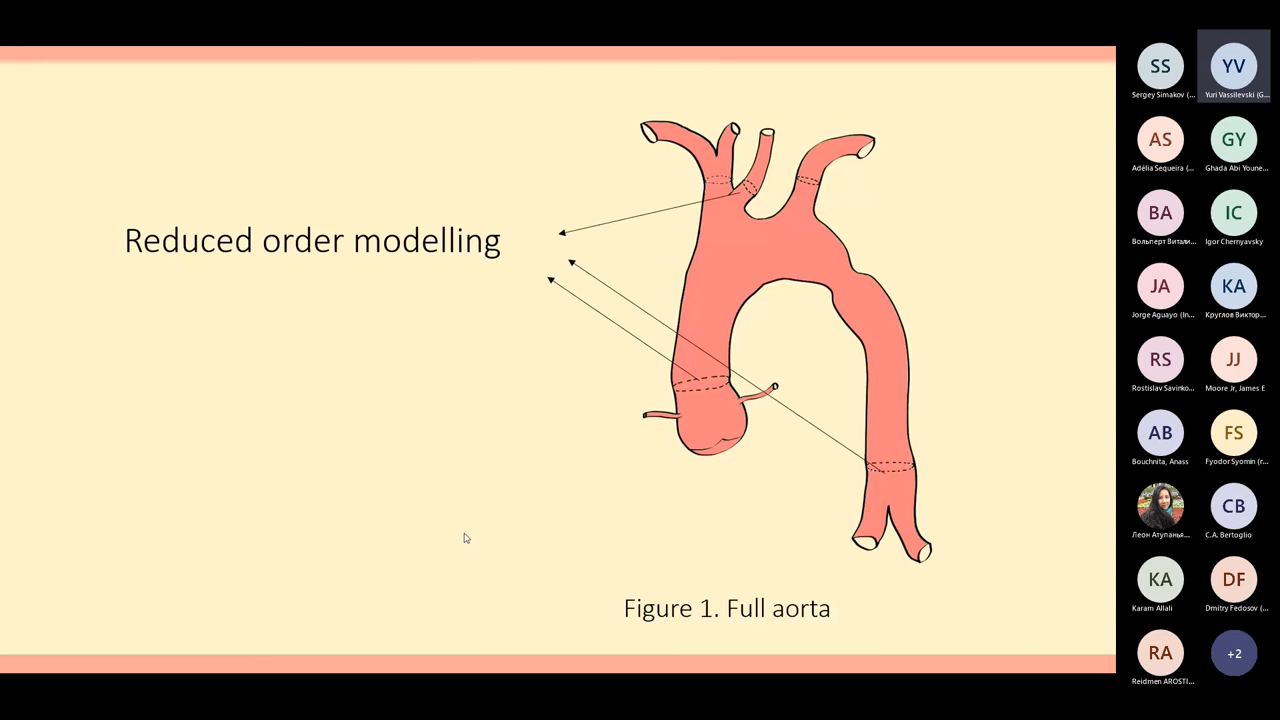 Reduced order modelling
Figure 1. Full aorta
SS
Sergey Simakov (...
YV
Yuri Vassilevski (G...
AS
Adélia Sequeira (...
GY
Ghada Abi Youne...
BA
Вольперт Витали...
IC
Igor Chernyavsky
JA
Jorge Aguayo (In...
KA
Круглов Виктор...
RS
Rostislav Savinko...
JJ
Moore Jr, James E
AB
Bouchnita, Anass
FS
Fyodor Syomin (r...
Леон Атупанья...
CB
C.A. Bertoglio
KA
Karam Allali
DF
Dmitry Fedosov (...
RA
Reidmen AROSTI...
+2